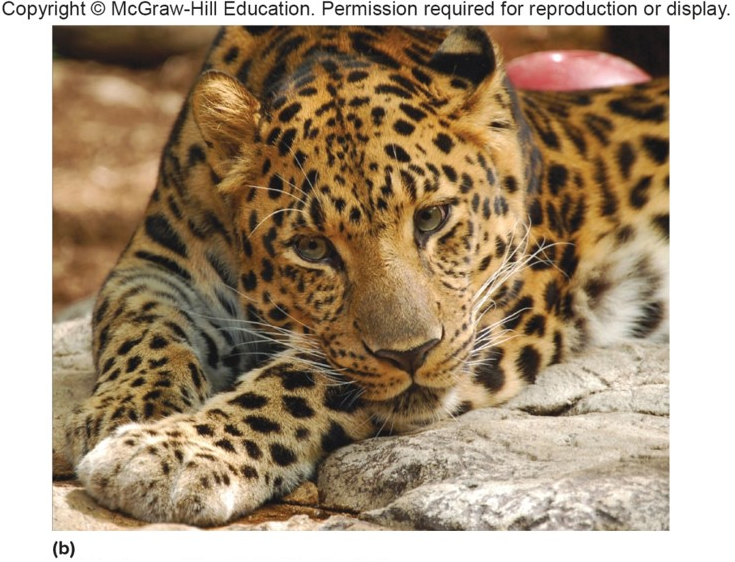 Copyright © McGraw-Hill Education. Permission required for reproduction or display.
(b)